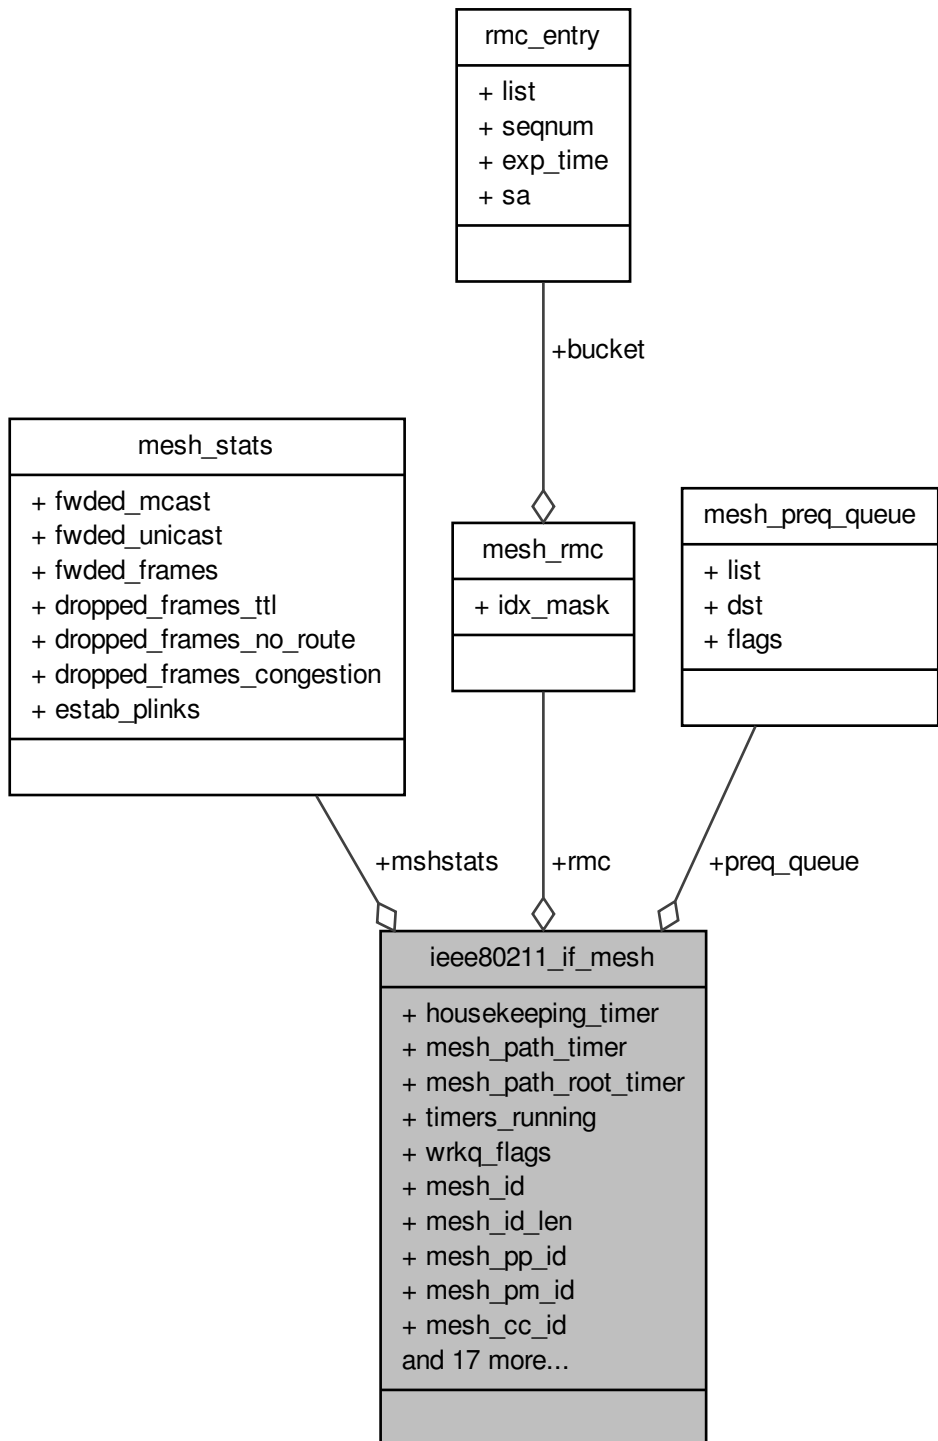 rmc_entry
+ list
+ seqnum
+ exp_time
+ sa
+bucket
mesh_stats
+ fwded_mcast
+ fwded_unicast
+ fwded_frames
+ dropped_frames_ttl
+ dropped_frames_no_route
+ dropped_frames_congestion
+ estab_plinks
mesh_rmc
+ idx_mask
mesh_preq_queue
+ list
+ dst
+ flags
+mshstats
+rmc
+preq_queue
ieee80211_if_mesh
+ housekeeping_timer
+ mesh_path_timer
+ mesh_path_root_timer
+ timers_running
+ wrkq_flags
+ mesh_id
+ mesh_id_len
+ mesh_pp_id
+ mesh_pm_id
+ mesh_cc_id
and 17 more...